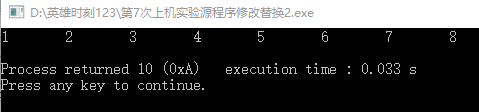 D:\英雄时刻123\第7次上机实验源程序修改替换2.exe
1 2 3 4 5 6 7 8
Process returned 10 (0xA) execution time : 0.033 s
Press any key to continue.